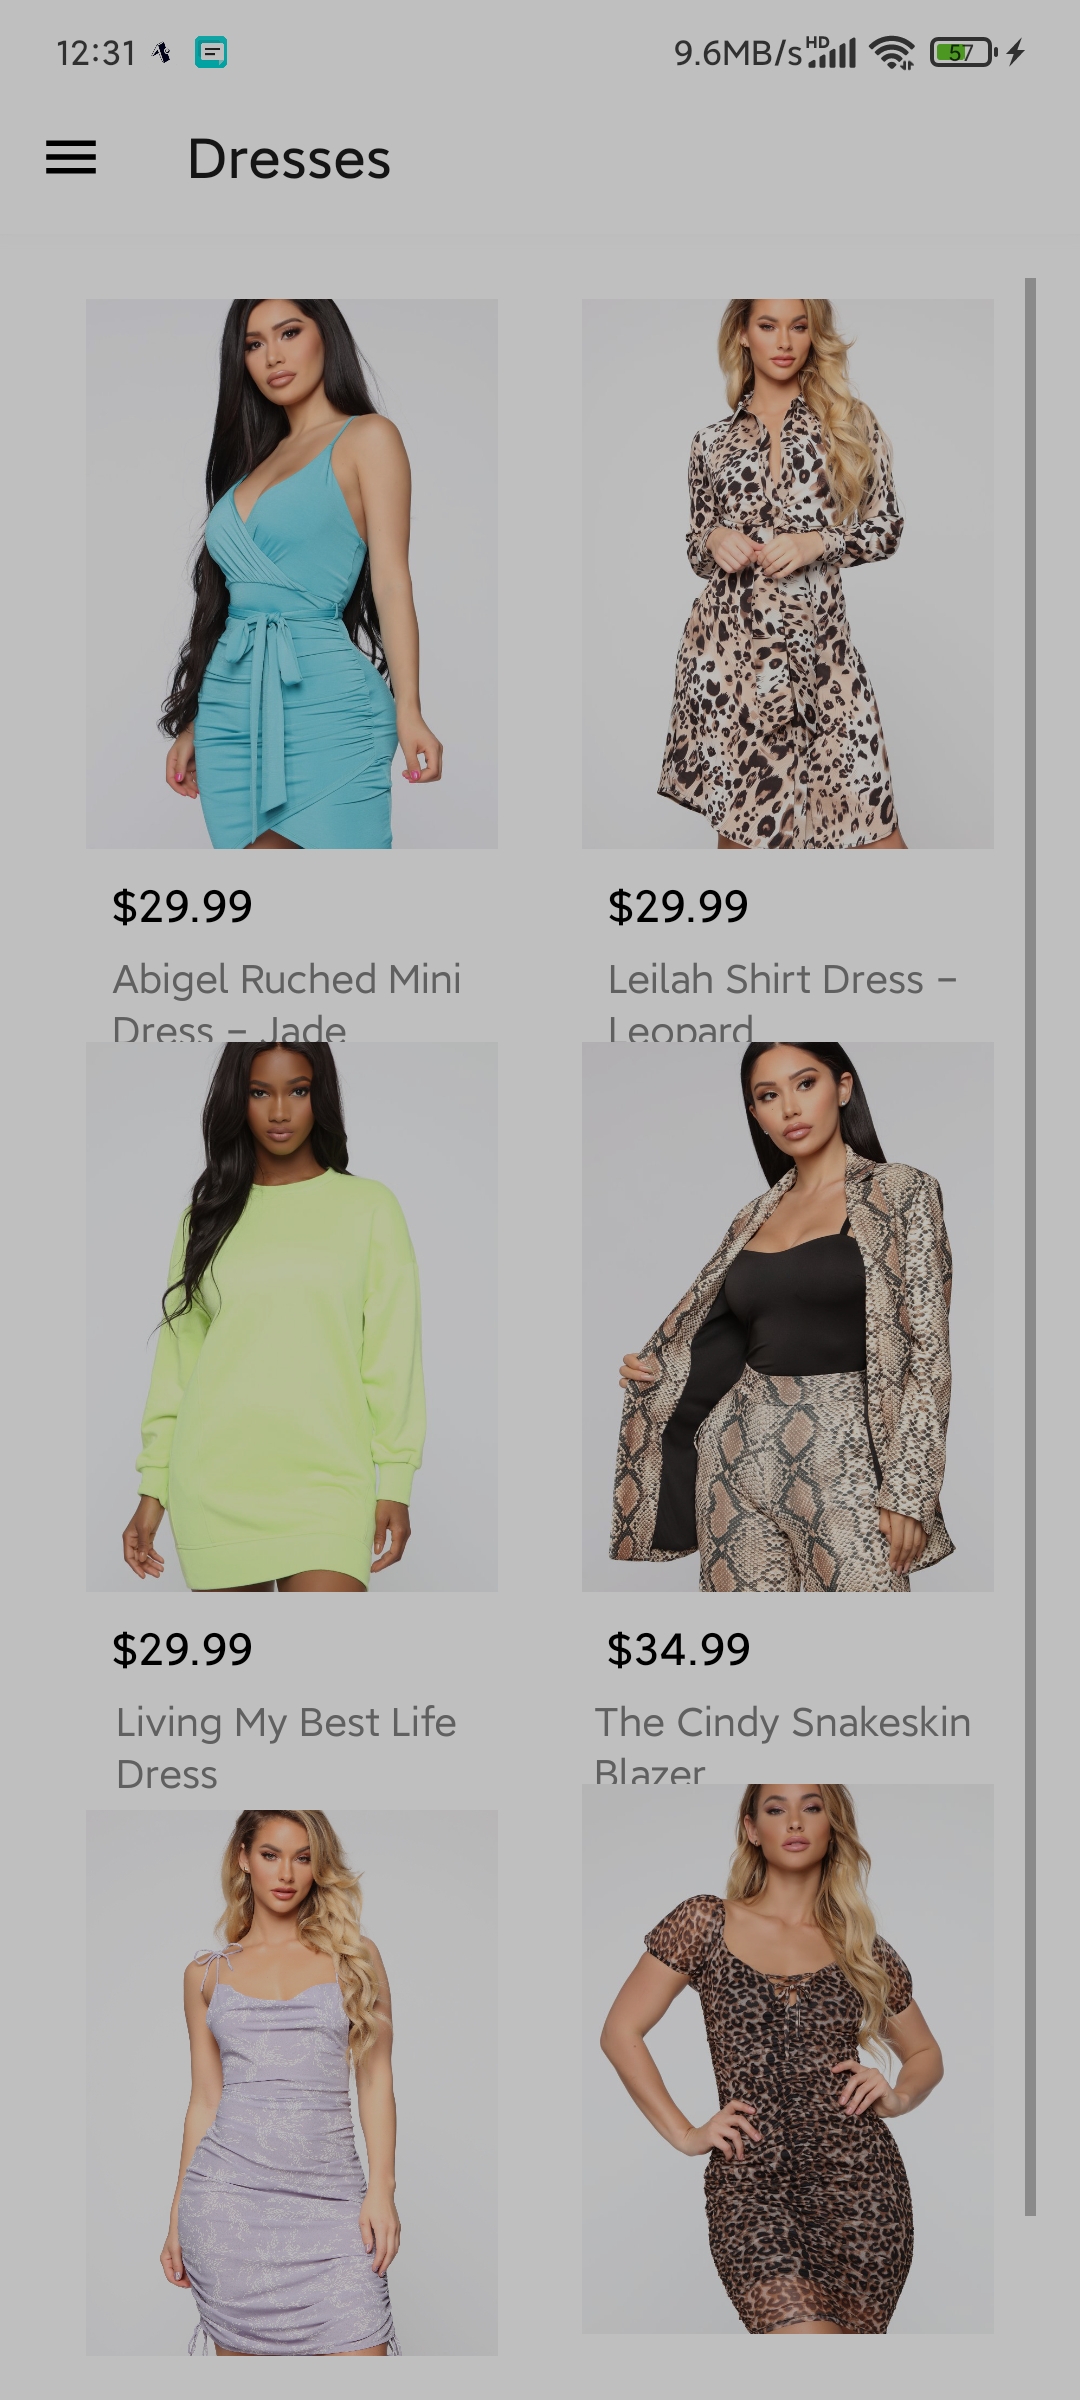 12:31
9.6MB/s HD 57
Dresses
$29.99
$29.99
Abigel Ruched Mini
Dress – Jade
Leilah Shirt Dress –
Leopard
$29.99
$34.99
Living My Best Life
Dress
The Cindy Snakeskin
Blazer